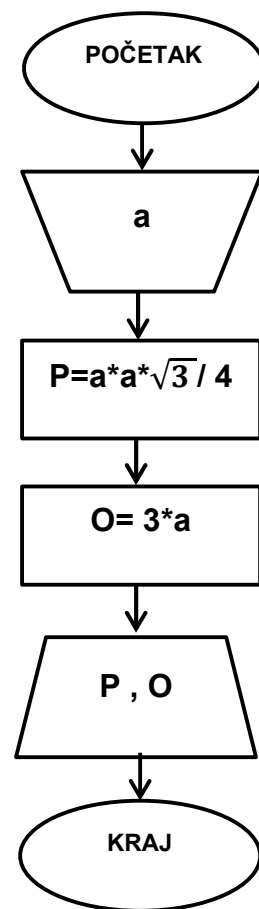 POČETAK
a
P=a*a*√3 / 4
O= 3*a
P , O
KRAJ